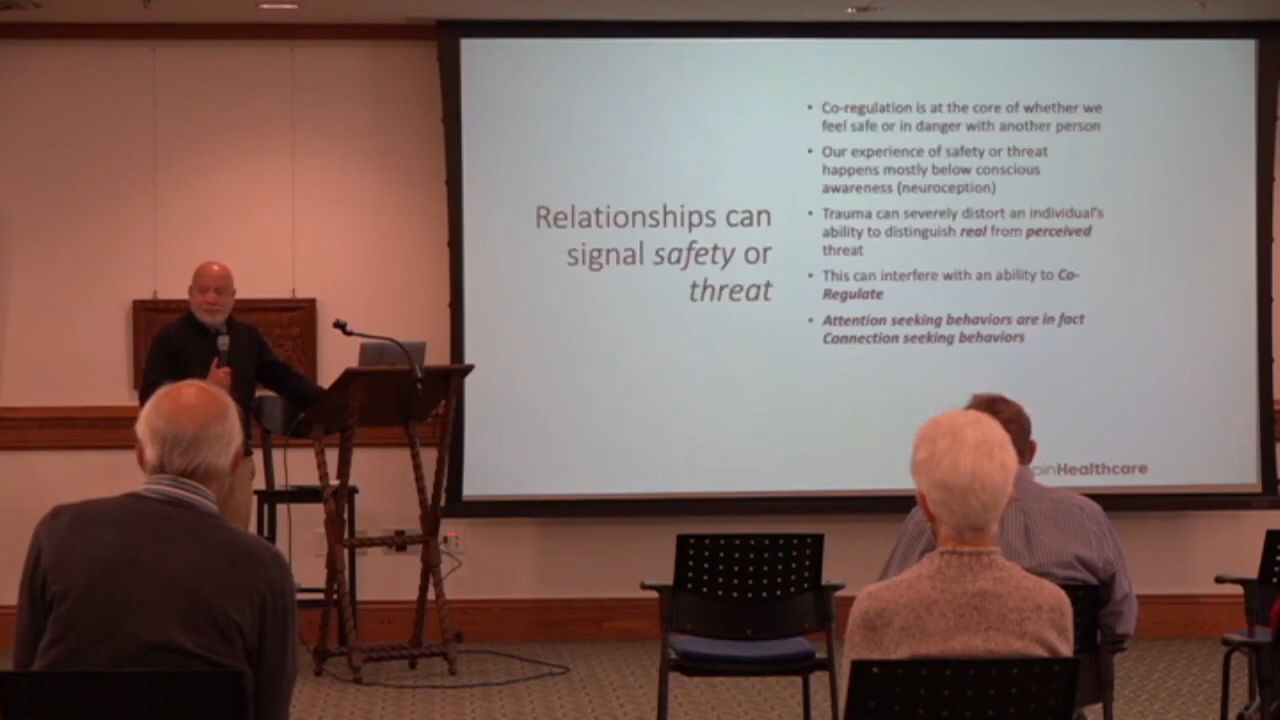 Relationships can
signal safety or
threat
• Co-regulation is at the core of whether we
feel safe or in danger with another person
• Our experience of safety or threat
happens mostly below conscious
awareness (neuroception)
• Trauma can severely distort an individual's
ability to distinguish real from perceived
threat
• This can interfere with an ability to Co-
Regulate
• Attention seeking behaviors are in fact
Connection seeking behaviors
pinHealthcare